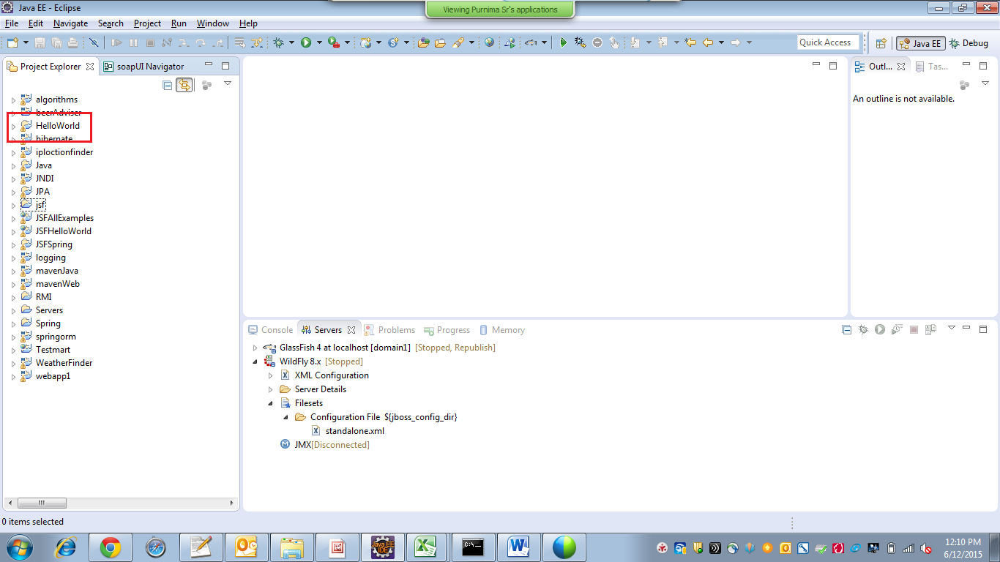 Java EE - Eclipse
Viewing Purnima Sr's applications
File Edit Navigate Search Project Run Window Help
Quick Access
Java EE
Debug
Project Explorer
soapUI Navigator
algorithms
beerAdviser
HelloWorld
hibernate
iploctionfinder
Java
JNDI
JPA
jsf
JSFAllExamples
JSFHelloWorld
JSFSpring
logging
mavenJava
mavenWeb
RMI
Servers
Spring
springorm
Testmart
WeatherFinder
webapp1
Outl...
Tas...
An outline is not available.
Console Servers Problems Progress Memory
GlassFish 4 at localhost [domain1] [Stopped, Republish]
WildFly 8.x [Stopped]
XML Configuration
Server Details
Filesets
Configuration File ${jboss_config_dir}
standalone.xml
JMX[Disconnected]
0 items selected
Java EE
IDE
C:\.
12:10 PM
6/12/2015